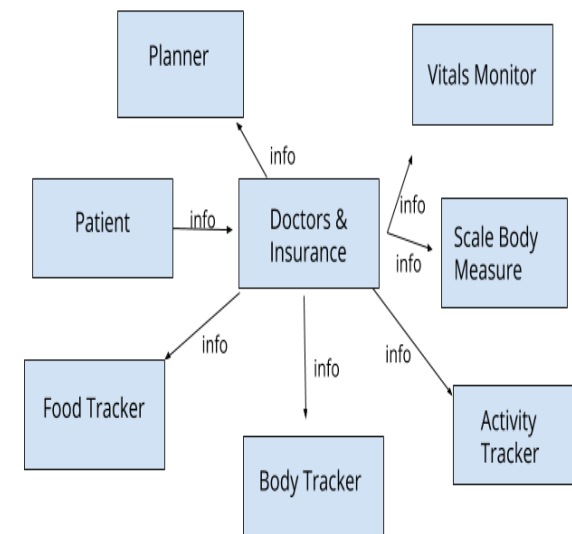 Planner
Vitals Monitor
info
Patient
info
Doctors &
Insurance
info
Scale Body
Measure
info
info
info
info
Food Tracker
Activity
Tracker
Body Tracker